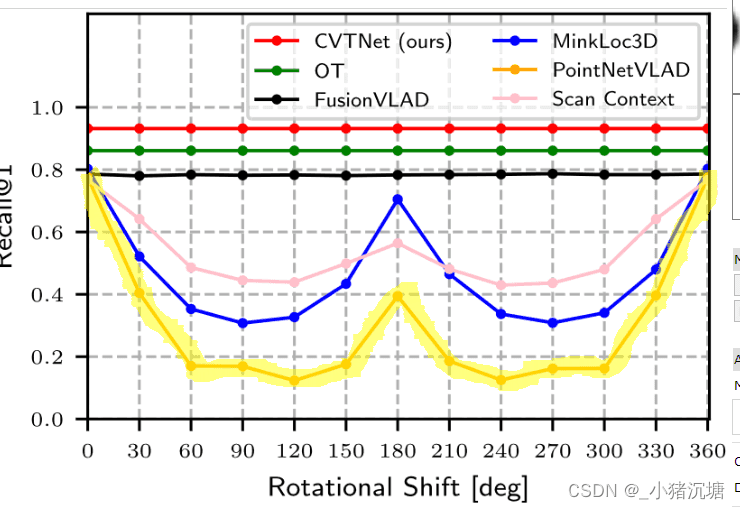 CVTNet (ours)
OT
FusionVLAD
MinkLoc3D
PointNetVLAD
Scan Context
Recall@1
1.0
0.8
0.6
0.4
0.2
0.0
0 30 60 90 120 150 180 210 240 270 300 330 360
Rotational Shift [deg]
CSDN @_小猪沉塘